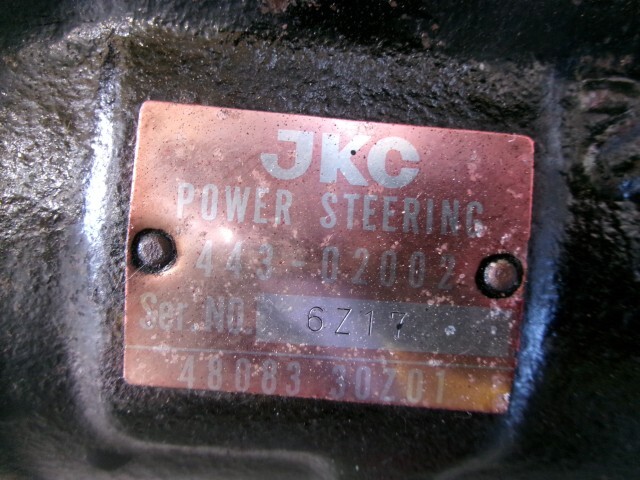 JKC
POWER STEERING
443-02002
Ser. NO. 6Z17
48083 30Z01